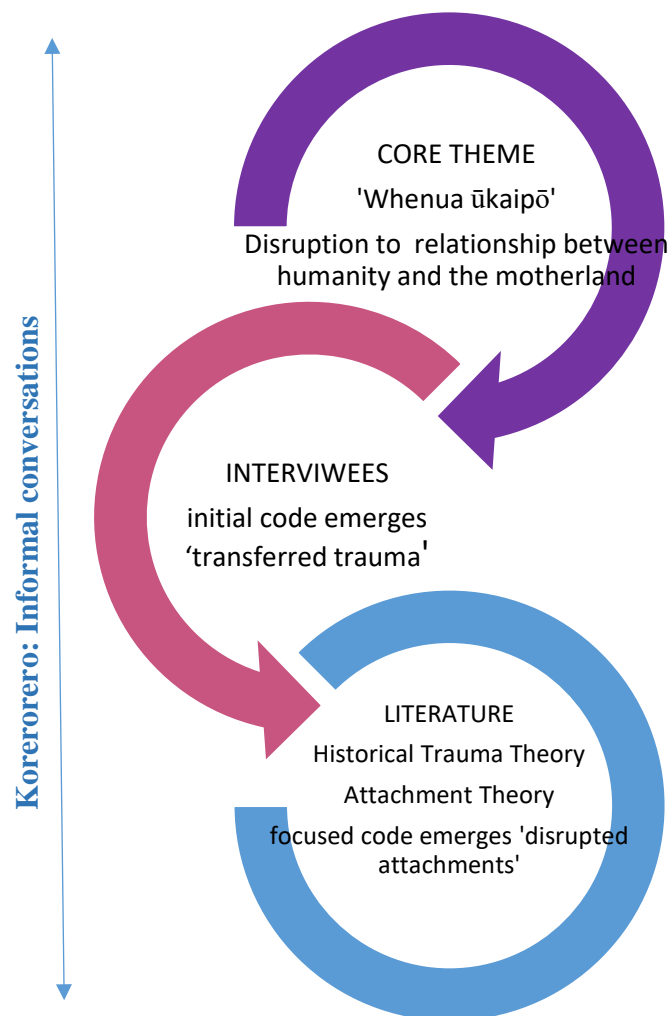 Korerorero: Informal conversations
CORE THEME
'Whenua ūkaipō'
Disruption to relationship between
humanity and the motherland
INTERVIWEES
initial code emerges
‘transferred trauma'
LITERATURE
Historical Trauma Theory
Attachment Theory
focused code emerges 'disrupted
attachments'